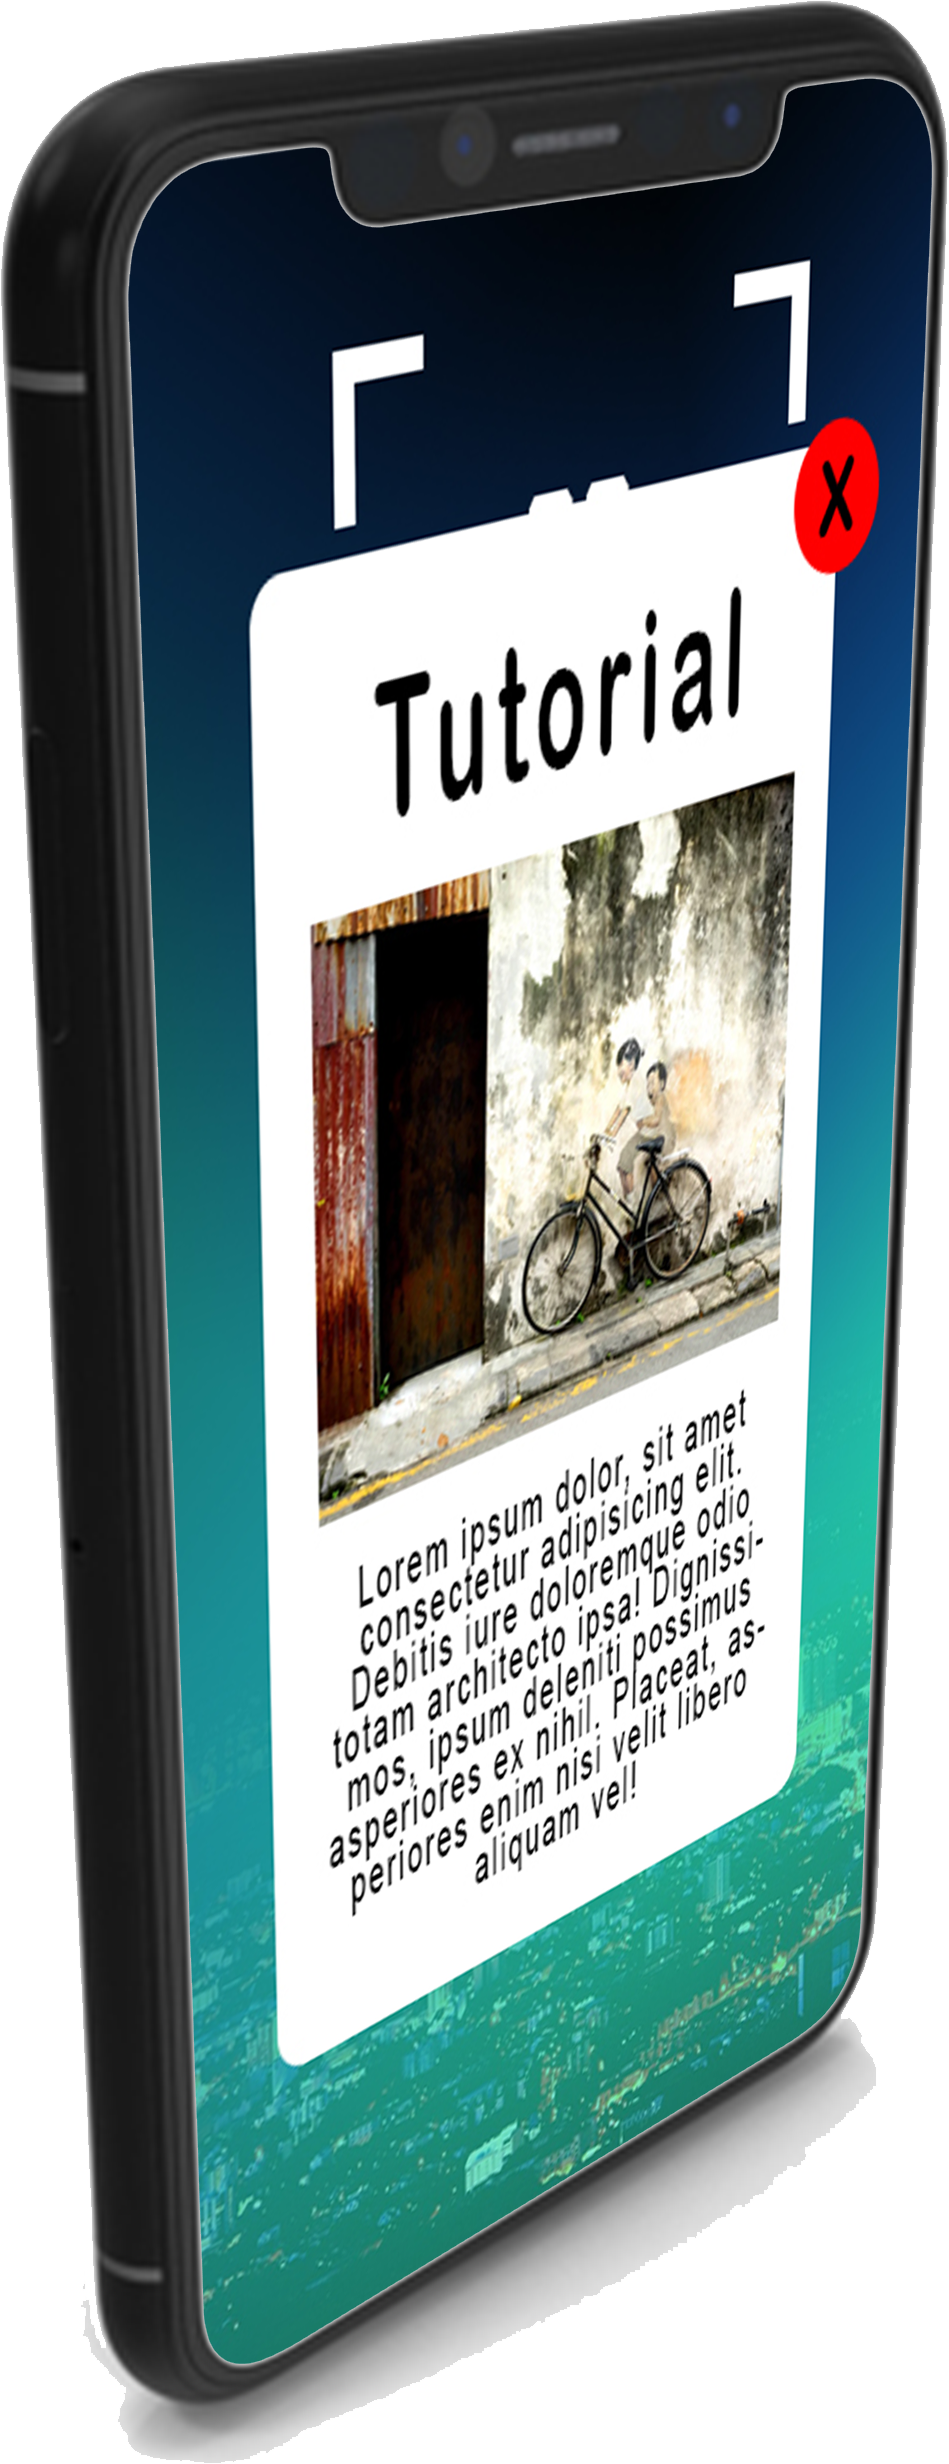 X
Tutorial
Lorem ipsum dolor, sit amet
consectetur adipisicing elit.
Debitis iure doloremque odio
totam architecto ipsa! Dignissi-
mos, ipsum deleniti possimus
asperiores ex nihil. Placeat, as-
periores enim nisi velit libero
aliquam vel!